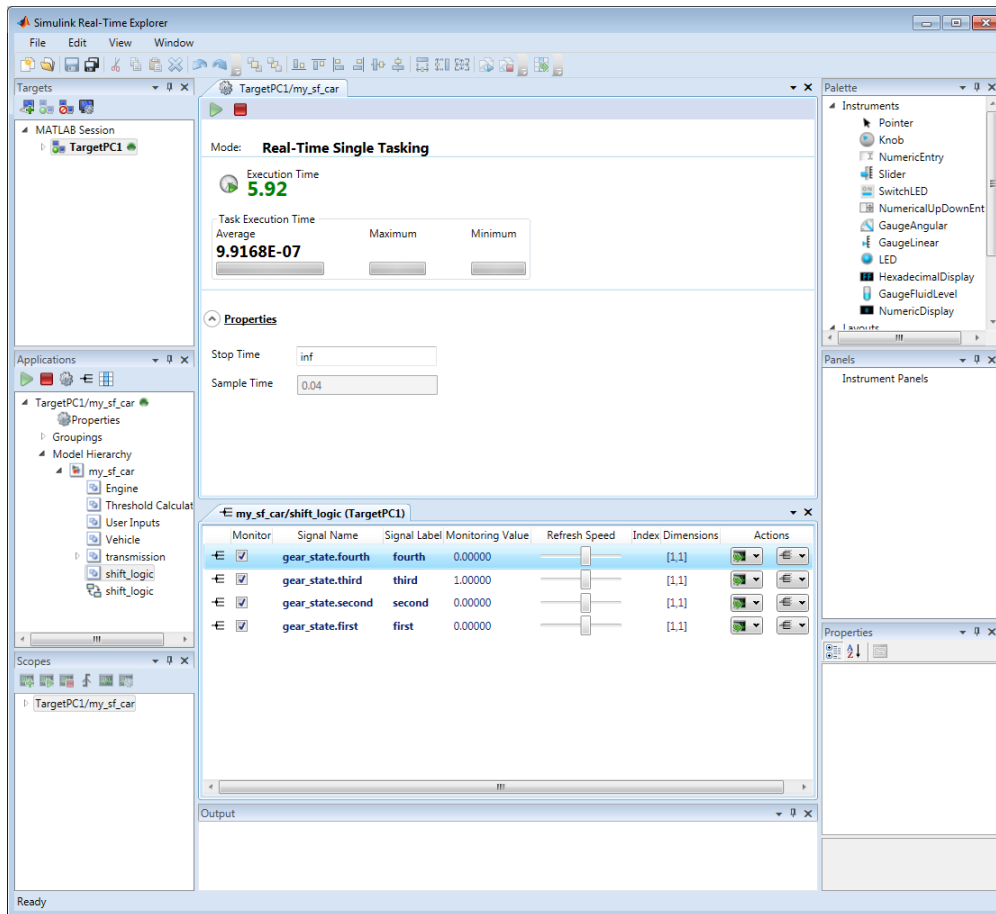 Simulink Real-Time Explorer
File Edit View Window
Targets
MATLAB Session
TargetPC1
Applications
TargetPC1/my_sf_car
Properties
Groupings
Model Hierarchy
my_sf_car
Engine
Threshold Calculat
User Inputs
Vehicle
transmission
shift_logic
shift_logic
Scopes
TargetPC1/my_sf_car
TargetPC1/my_sf_car
Mode: Real-Time Single Tasking
Execution Time
5.92
Task Execution Time
Average Maximum Minimum
9.9168E-07
Properties
Stop Time inf
Sample Time 0.04
my_sf_car/shift_logic (TargetPC1)
Monitor Signal Name Signal Label Monitoring Value Refresh Speed Index Dimensions Actions
gear_state.fourth fourth 0.00000 [1,1]
gear_state.third third 1.00000 [1,1]
gear_state.second second 0.00000 [1,1]
gear_state.first first 0.00000 [1,1]
Output
Palette
Instruments
Pointer
Knob
NumericEntry
Slider
SwitchLED
NumericalUpDownEnt
GaugeAngular
GaugeLinear
LED
HexadecimalDisplay
GaugeFluidLevel
NumericDisplay
Layouts
Panels
Instrument Panels
Properties
Ready